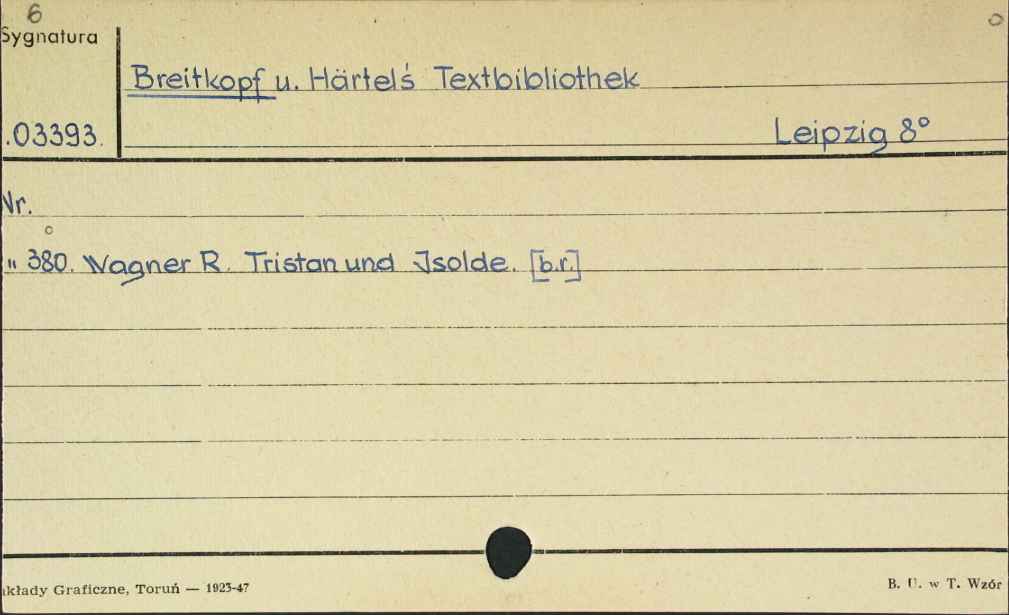 6
Sygnatura
Breitkopf u. Härtel's Textbibliothek
.03393.
Leipzig 8°
Nr.
" 380. Wagner R. Tristan und Isolde. [b.r.]
akłady Graficzne, Toruń — 1923-47
B. U. w T. Wzór